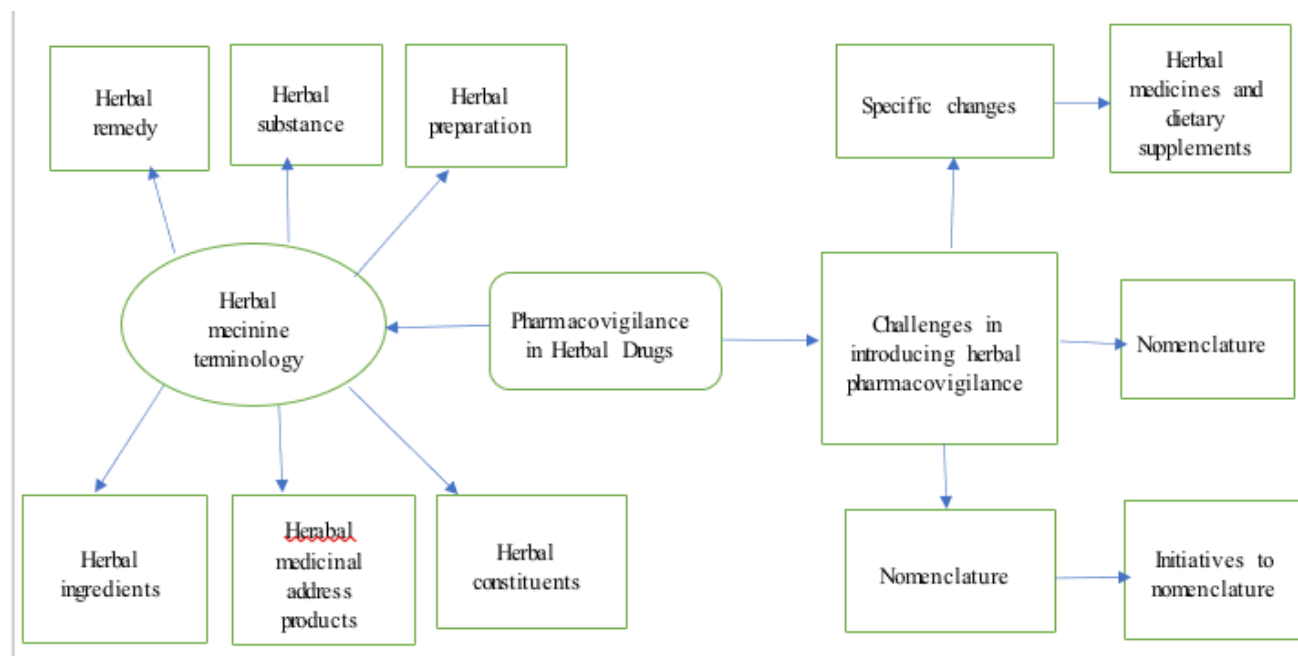 Herbal
remedy
Herbal
substance
Herbal
preparation
Specific changes
Herbal
medicines and
dietary
supplements
Herbal
mecinine
terminology
Pharmacovigilance
in Herbal Drugs
Challenges in
introducing herbal
pharmacovigilance
Nomenclature
Herbal
ingredients
Herabal
medicinal
address
products
Herbal
constituents
Nomenclature
Initiatives to
nomenclature